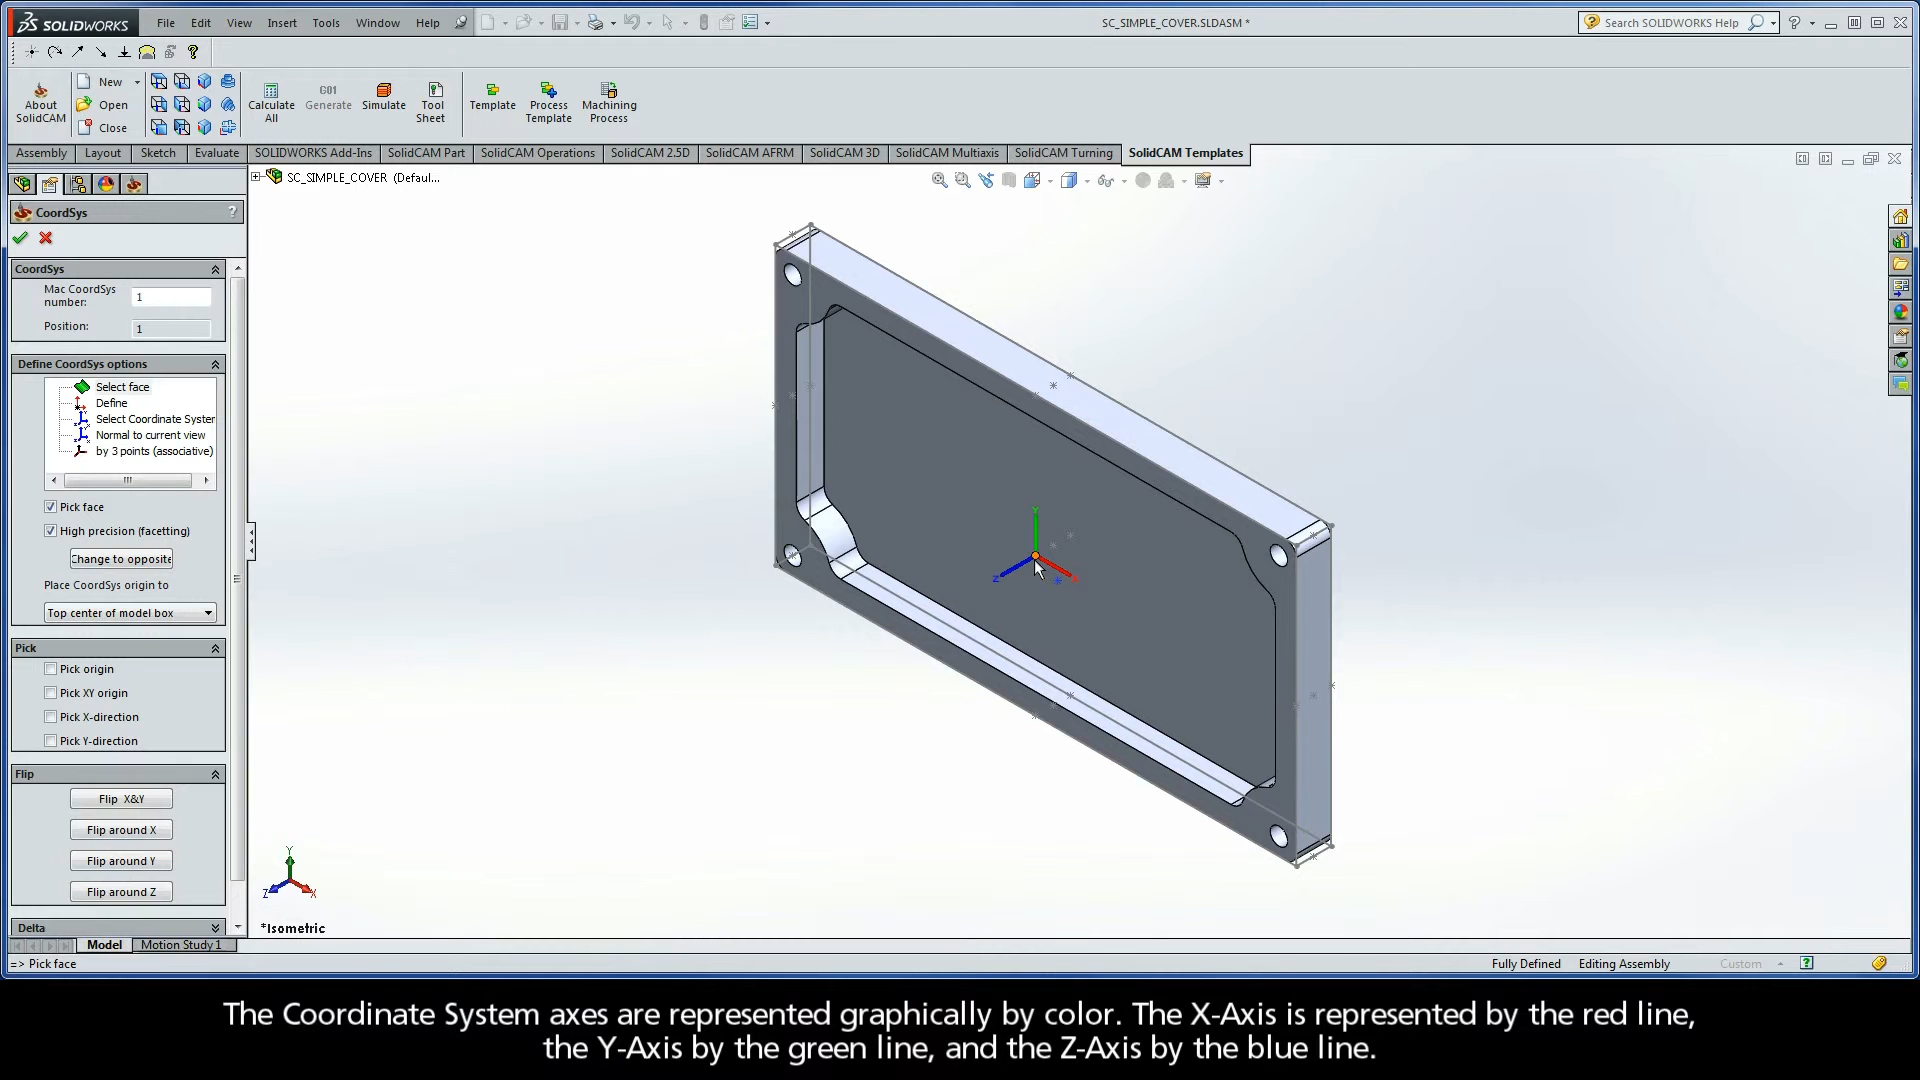 SOLIDWORKS File Edit View Insert Tools Window Help SC_SIMPLE_COVER.SLDASM * Search SOLIDWORKS Help
New
Open
Close
About SolidCAM
Calculate All
G01
Generate
Simulate
Tool Sheet
Template
Process Template
Machining Process
Assembly Layout Sketch Evaluate SOLIDWORKS Add-Ins SolidCAM Part SolidCAM Operations SolidCAM 2.5D SolidCAM AFRM SolidCAM 3D SolidCAM Multiaxis SolidCAM Turning SolidCAM Templates
SC_SIMPLE_COVER (Defaul...
CoordSys ?
CoordSys
Mac CoordSys number: 1
Position: 1
Define CoordSys options
Select face
Define
Select Coordinate System
Normal to current view
by 3 points (associative)
Pick face
High precision (facetting)
Change to opposite
Place CoordSys origin to
Top center of model box
Pick
Pick origin
Pick XY origin
Pick X-direction
Pick Y-direction
Flip
Flip X&Y
Flip around X
Flip around Y
Flip around Z
Delta
Y
Z
X
Y
Z
X
*Isometric
Model Motion Study 1
=> Pick face Fully Defined Editing Assembly Custom
The Coordinate System axes are represented graphically by color. The X-Axis is represented by the red line,
the Y-Axis by the green line, and the Z-Axis by the blue line.